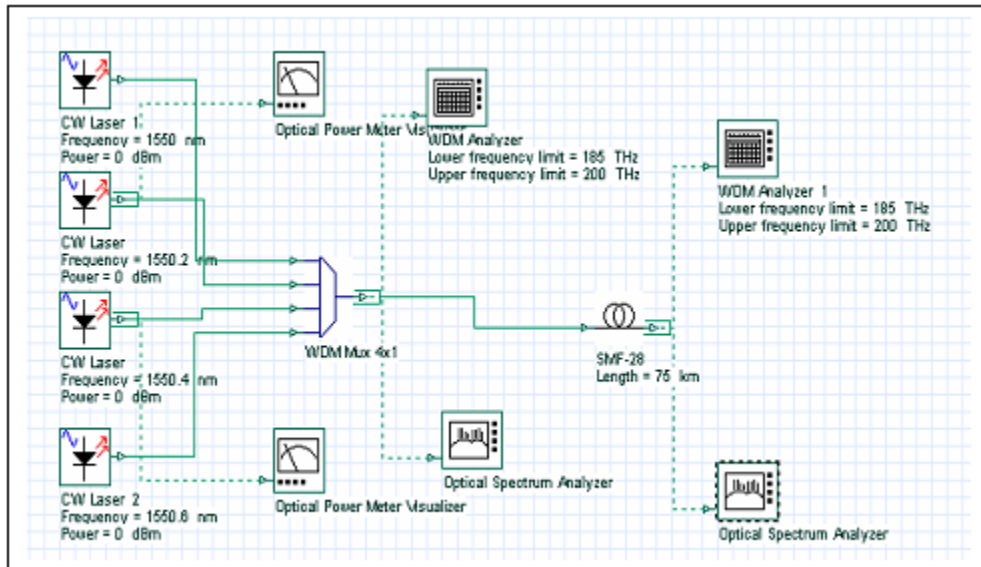 CW Laser 1
Frequency = 1550 nm
Power = 0 dBm
Optical Power Meter
WDM Analyzer
Lower frequency limit = 185 THz
Upper frequency limit = 200 THz
CW Laser
Frequency = 1550.2 nm
Power = 0 dBm
WDM Analyzer 1
Lower frequency limit = 185 THz
Upper frequency limit = 200 THz
CW Laser
Frequency = 1550.4 nm
Power = 0 dBm
WDM Mux 4x1
SMF-28
Length = 75 km
CW Laser 2
Frequency = 1550.6 nm
Power = 0 dBm
Optical Power Meter Visualizer
Optical Spectrum Analyzer
Optical Spectrum Analyzer